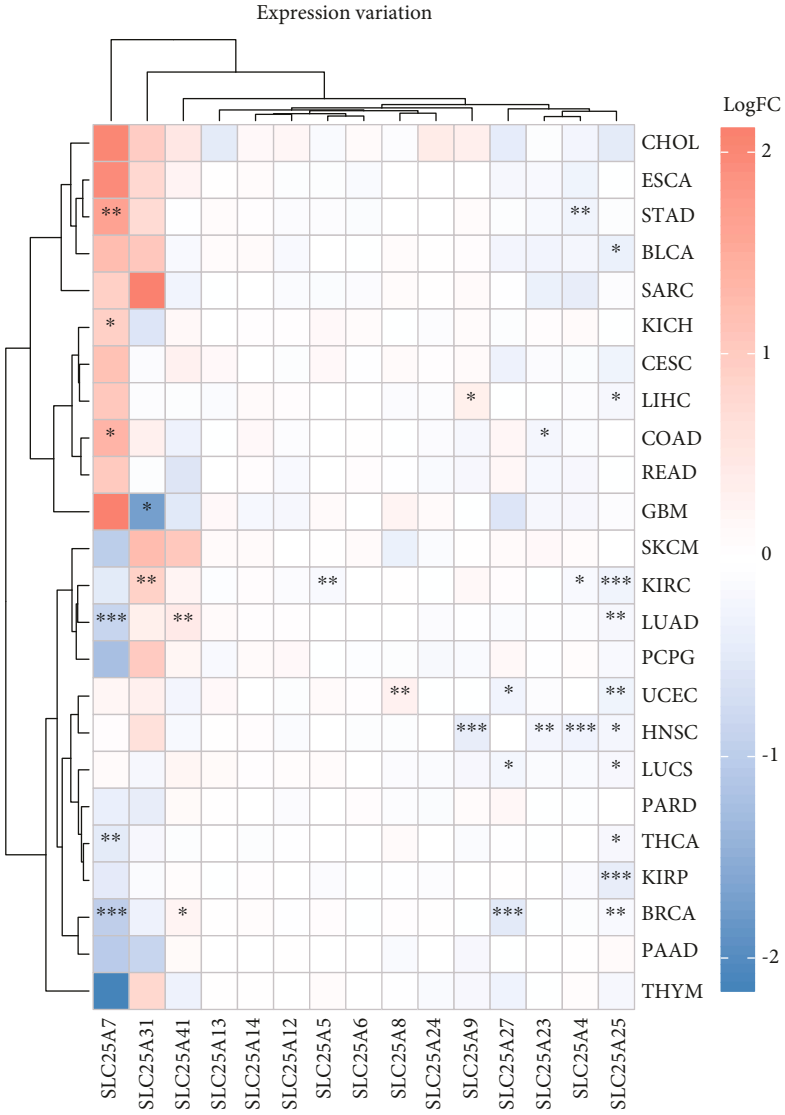 Expression variation
LogFC
2
1
0
-1
-2
CHOL
ESCA
** ** STAD
* BLCA
SARC
* KICH
CESC
* * LIHC
* * COAD
READ
* GBM
SKCM
** ** * *** KIRC
*** ** ** LUAD
PCPG
** * ** UCEC
*** ** *** * HNSC
* * LUCS
PARD
** * THCA
*** KIRP
*** * *** ** BRCA
PAAD
THYM
SLC25A7
SLC25A31
SLC25A41
SLC25A13
SLC25A14
SLC25A12
SLC25A5
SLC25A6
SLC25A8
SLC25A24
SLC25A9
SLC25A27
SLC25A23
SLC25A4
SLC25A25